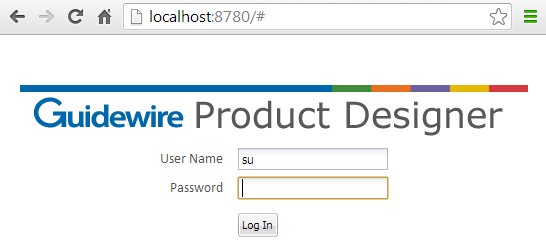 localhost:8780/#
Guidewire Product Designer
User Name su
Password
Log In